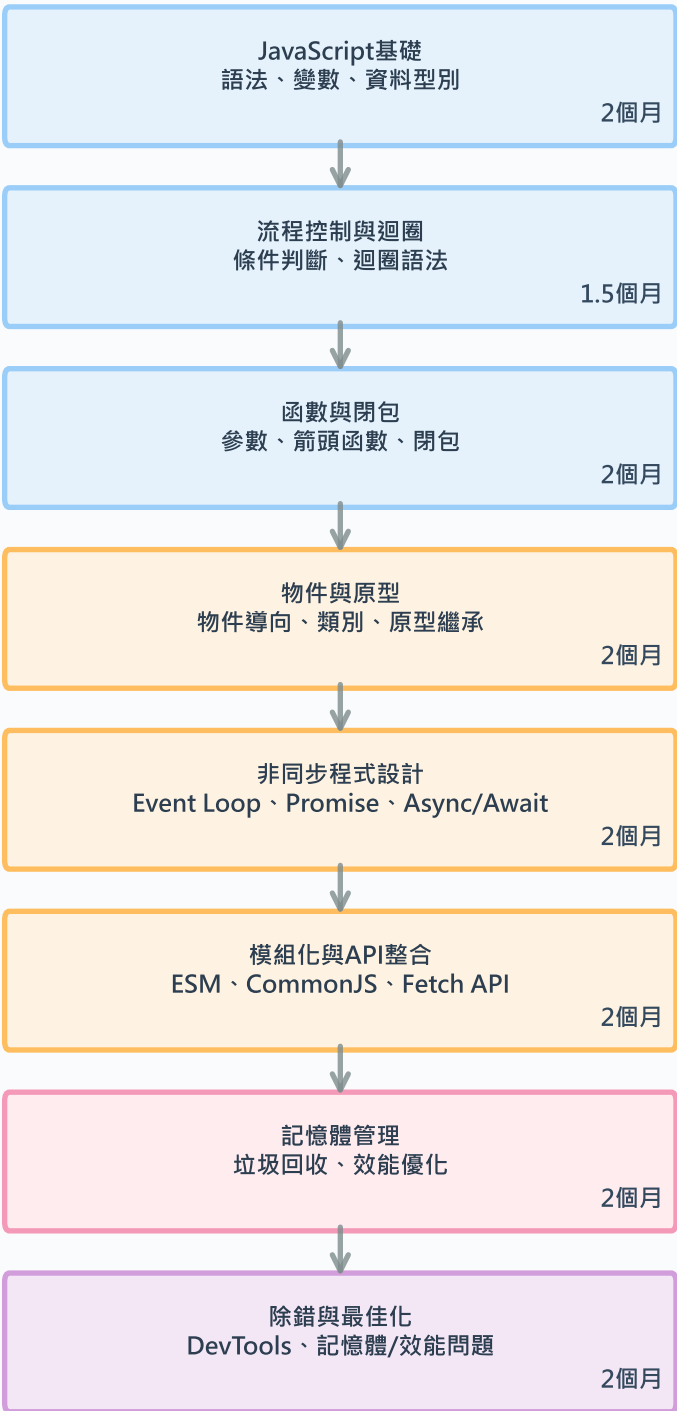 JavaScript基礎
語法、變數、資料型別
2個月
流程控制與迴圈
條件判斷、迴圈語法
1.5個月
函數與閉包
參數、箭頭函數、閉包
2個月
物件與原型
物件導向、類別、原型繼承
2個月
非同步程式設計
Event Loop、Promise、Async/Await
2個月
模組化與API整合
ESM、CommonJS、Fetch API
2個月
記憶體管理
垃圾回收、效能優化
2個月
除錯與最佳化
DevTools、記憶體/效能問題
2個月